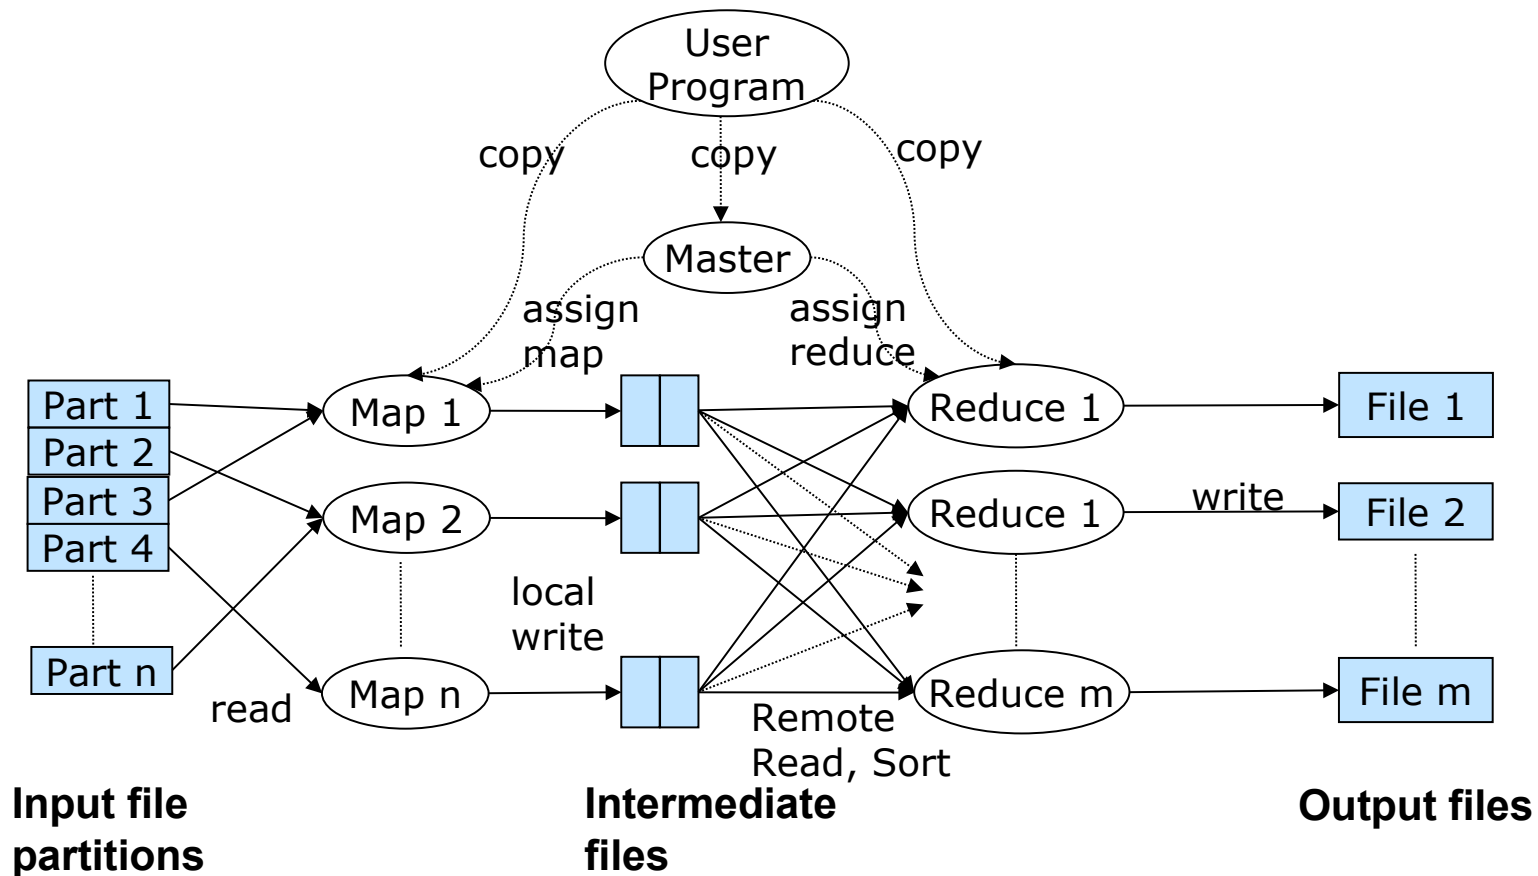 User
Program
copy
copy
copy
Master
assign
map
assign
reduce
Part 1
Part 2
Part 3
Part 4
Part n
Map 1
Map 2
Map n
read
local
write
Reduce 1
Reduce 1
Reduce m
Remote
Read, Sort
write
File 1
File 2
File m
Input file
partitions
Intermediate
files
Output files